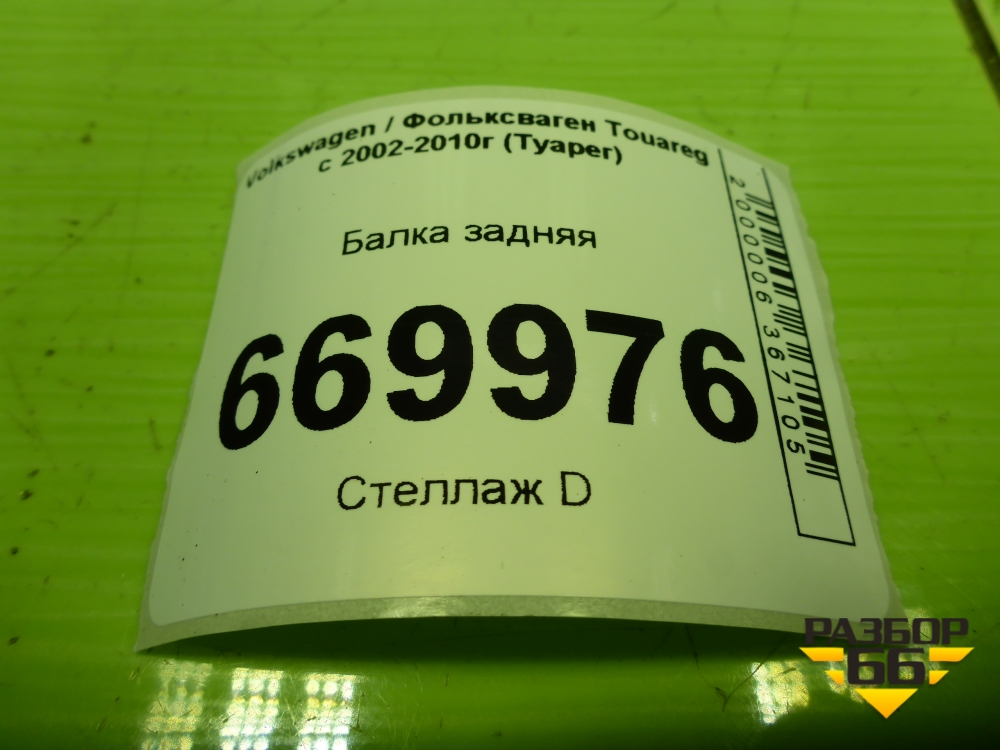 Volkswagen / Фольксваген Touareg
с 2002-2010г (Туарег)
Балка задняя
669976
Стеллаж D
2000006367105
РАЗБОР
66